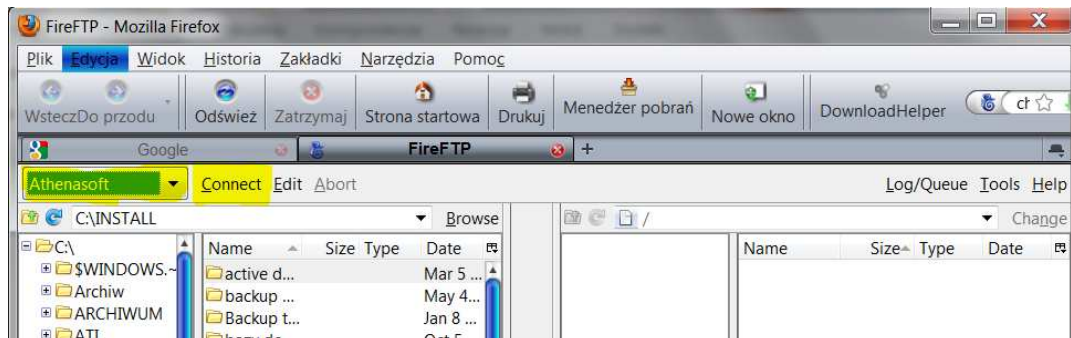 FireFTP - Mozilla Firefox
Plik Edycja Widok Historia Zakładki Narzędzia Pomoc
WsteczDo przodu Odśwież Zatrzymaj Strona startowa Drukuj Menedżer pobrań Nowe okno DownloadHelper
Google FireFTP +
Athenasoft Connect Edit Abort Log/Queue Tools Help
C:\INSTALL Browse / Change
C:\ Name Size Type Date Name Size Type Date
$WINDOWS.~ active d... Mar 5 ...
Archiw backup ... May 4...
ARCHIWUM Backup t... Jan 8 ...
ATI